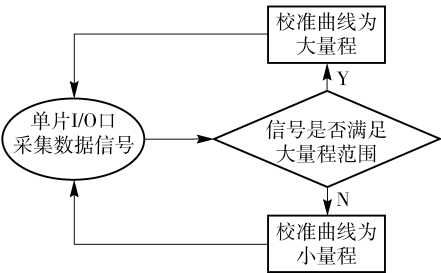 校准曲线为
大量程
Y
单片I/O口
采集数据信号
信号是否满足
大量程范围
N
校准曲线为
小量程